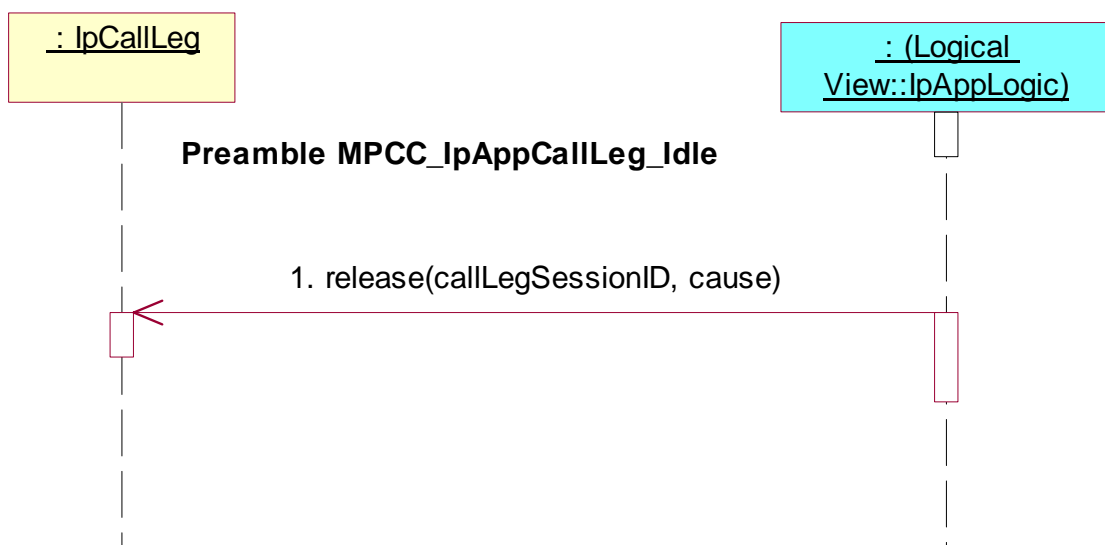 : IpCallLeg
: (Logical
View::IpAppLogic)
Preamble MPCC_IpAppCallLeg_Idle
1. release(callLegSessionID, cause)